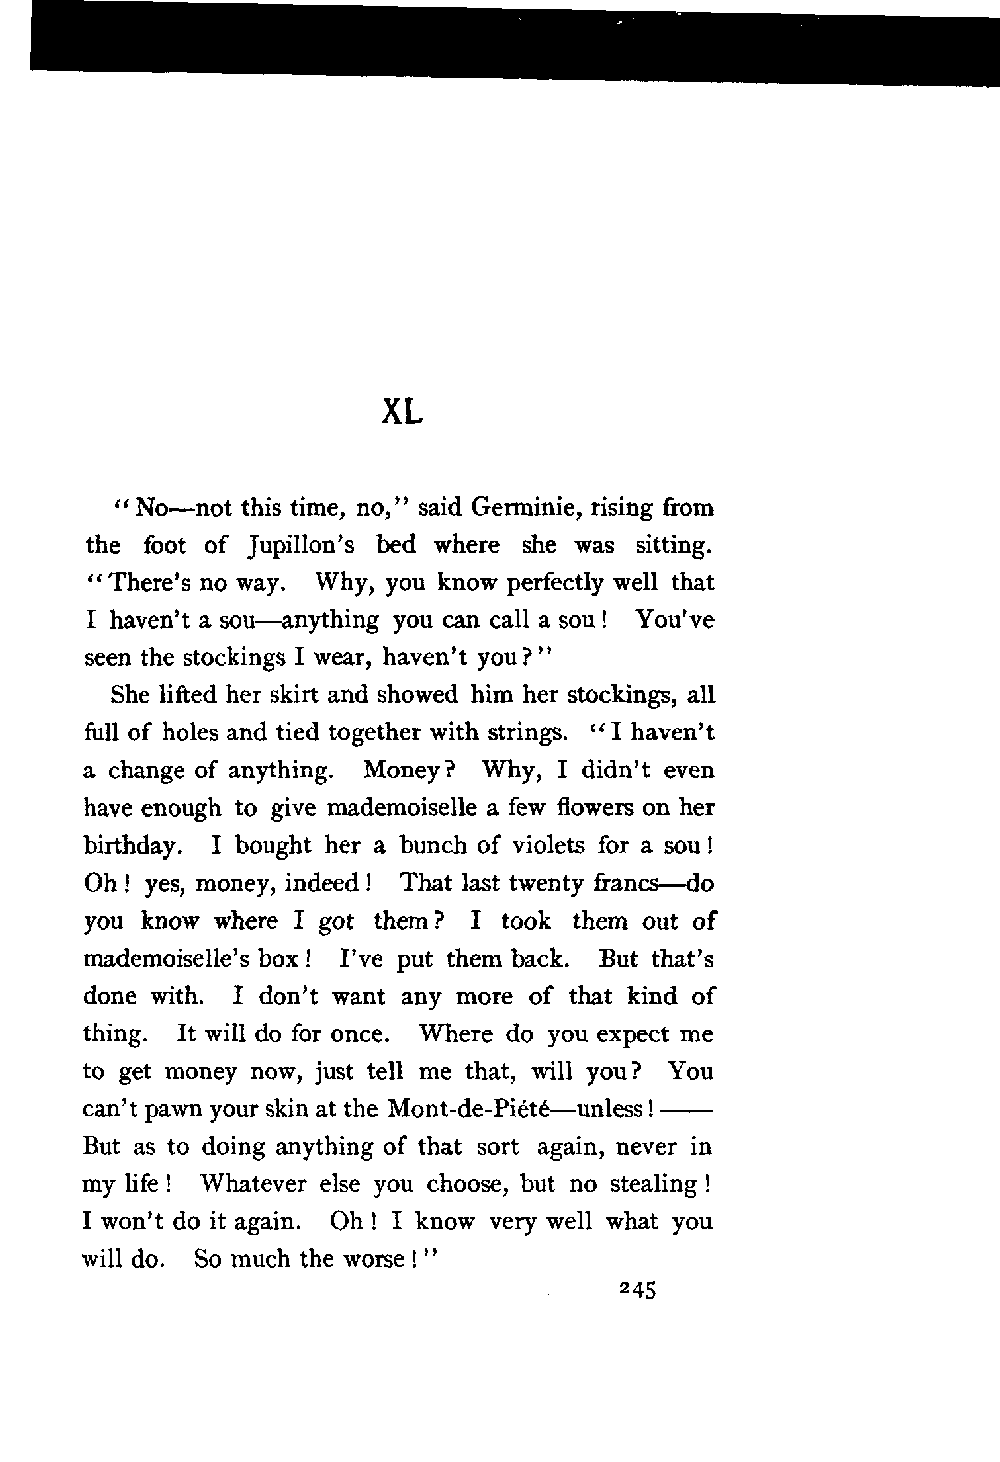 XL
“No—not this time, no,” said Germinie, rising from
the foot of Jupillon's bed where she was sitting.
“There's no way. Why, you know perfectly well that
I haven't a sou—anything you can call a sou! You've
seen the stockings I wear, haven't you?”
She lifted her skirt and showed him her stockings, all
full of holes and tied together with strings. “I haven't
a change of anything. Money? Why, I didn't even
have enough to give mademoiselle a few flowers on her
birthday. I bought her a bunch of violets for a sou!
Oh! yes, money, indeed! That last twenty francs—do
you know where I got them? I took them out of
mademoiselle's box! I've put them back. But that's
done with. I don't want any more of that kind of
thing. It will do for once. Where do you expect me
to get money now, just tell me that, will you? You
can't pawn your skin at the Mont-de-Piété—unless!——
But as to doing anything of that sort again, never in
my life! Whatever else you choose, but no stealing!
I won't do it again. Oh! I know very well what you
will do. So much the worse!”
245